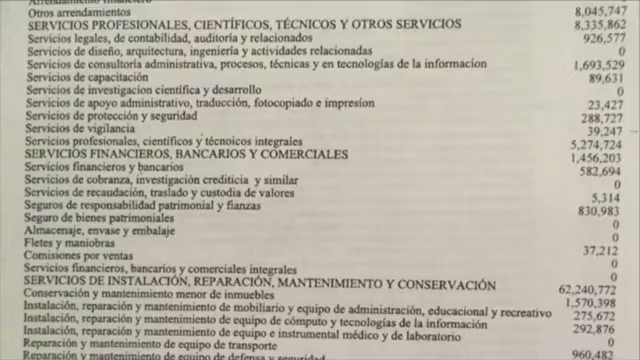 Arrendamiento financiero
Otros arrendamientos 8,045,747
SERVICIOS PROFESIONALES, CIENTÍFICOS, TÉCNICOS Y OTROS SERVICIOS 8,335,862
Servicios legales, de contabilidad, auditoría y relacionados 926,577
Servicios de diseño, arquitectura, ingeniería y actividades relacionadas 0
Servicios de consultoría administrativa, procesos, técnicas y en tecnologías de la informacion 1,693,529
Servicios de capacitación 89,631
Servicios de investigacion científica y desarrollo 0
Servicios de apoyo administrativo, traducción, fotocopiado e impresion 23,427
Servicios de protección y seguridad 288,727
Servicios de vigilancia 39,247
Servicios profesionales, científicos y técnoicos integrales 5,274,724
SERVICIOS FINANCIEROS, BANCARIOS Y COMERCIALES 1,456,203
Servicios financieros y bancarios 582,694
Servicios de cobranza, investigación crediticia y similar 0
Servicios de recaudación, traslado y custodia de valores 0
Seguros de responsabilidad patrimonial y fianzas 5,314
Seguro de bienes patrimoniales 830,983
Almacenaje, envase y embalaje 0
Fletes y maniobras 0
Comisiones por ventas 37,212
Servicios financieros, bancarios y comerciales integrales 0
SERVICIOS DE INSTALACIÓN, REPARACIÓN, MANTENIMIENTO Y CONSERVACIÓN 0
Conservación y mantenimiento menor de inmuebles 62,240,772
Instalación, reparación y mantenimiento de mobiliario y equipo de administración, educacional y recreativo 1,570,398
Instalación, reparación y mantenimiento de equipo de cómputo y tecnologías de la información 275,672
Instalación, reparación y mantenimiento de equipo e instrumental médico y de laboratorio 292,876
Reparación y mantenimiento de equipo de transporte 0
Reparación y mantenimiento de equipo de defensa y seguridad 960,482